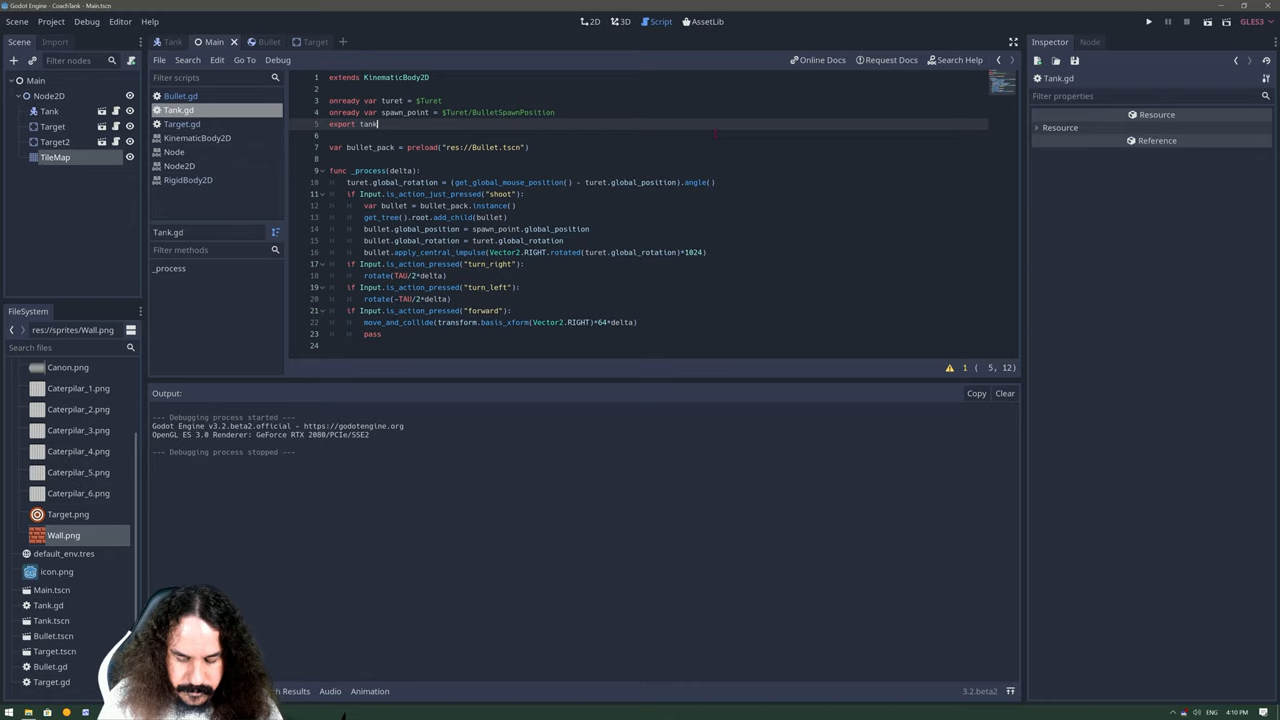 Godot Engine - CoachTank - Main.tscn
Scene Project Debug Editor Help
2D 3D Script AssetLib
GLES3
Scene Import
Filter nodes
Main
Node2D
Tank
Target
Target2
TileMap
FileSystem
res://sprites/Wall.png
Search files
Canon.png
Caterpilar_1.png
Caterpilar_2.png
Caterpilar_3.png
Caterpilar_4.png
Caterpilar_5.png
Caterpilar_6.png
Target.png
Wall.png
default_env.tres
icon.png
Main.tscn
Tank.gd
Tank.tscn
Bullet.tscn
Target.tscn
Bullet.gd
Target.gd
Tank Main Bullet Target
File Search Edit Go To Debug
Online Docs Request Docs Search Help
Filter scripts
Bullet.gd
Tank.gd
Target.gd
KinematicBody2D
Node
Node2D
RigidBody2D
Tank.gd
Filter methods
_process
1 extends KinematicBody2D
2
3 onready var turet = $Turet
4 onready var spawn_point = $Turet/BulletSpawnPosition
5 export tank
6
7 var bullet_pack = preload("res://Bullet.tscn")
8
9 func _process(delta):
10 turet.global_rotation = (get_global_mouse_position() - turet.global_position).angle()
11 if Input.is_action_just_pressed("shoot"):
12 var bullet = bullet_pack.instance()
13 get_tree().root.add_child(bullet)
14 bullet.global_position = spawn_point.global_position
15 bullet.global_rotation = turet.global_rotation
16 bullet.apply_central_impulse(Vector2.RIGHT.rotated(turet.global_rotation)*1024)
17 if Input.is_action_pressed("turn_right"):
18 rotate(TAU/2*delta)
19 if Input.is_action_pressed("turn_left"):
20 rotate(-TAU/2*delta)
21 if Input.is_action_pressed("forward"):
22 move_and_collide(transform.basis_xform(Vector2.RIGHT)*64*delta)
23 pass
24
1 ( 5, 12)
Output:
Copy Clear
--- Debugging process started ---
Godot Engine v3.2.beta2.official - https://godotengine.org
OpenGL ES 3.0 Renderer: GeForce RTX 2080/PCIe/SSE2
--- Debugging process stopped ---
Results Audio Animation
3.2.beta2
Inspector Node
Tank.gd
Filter properties
Resource
Resource
Reference
ENG 4:10 PM